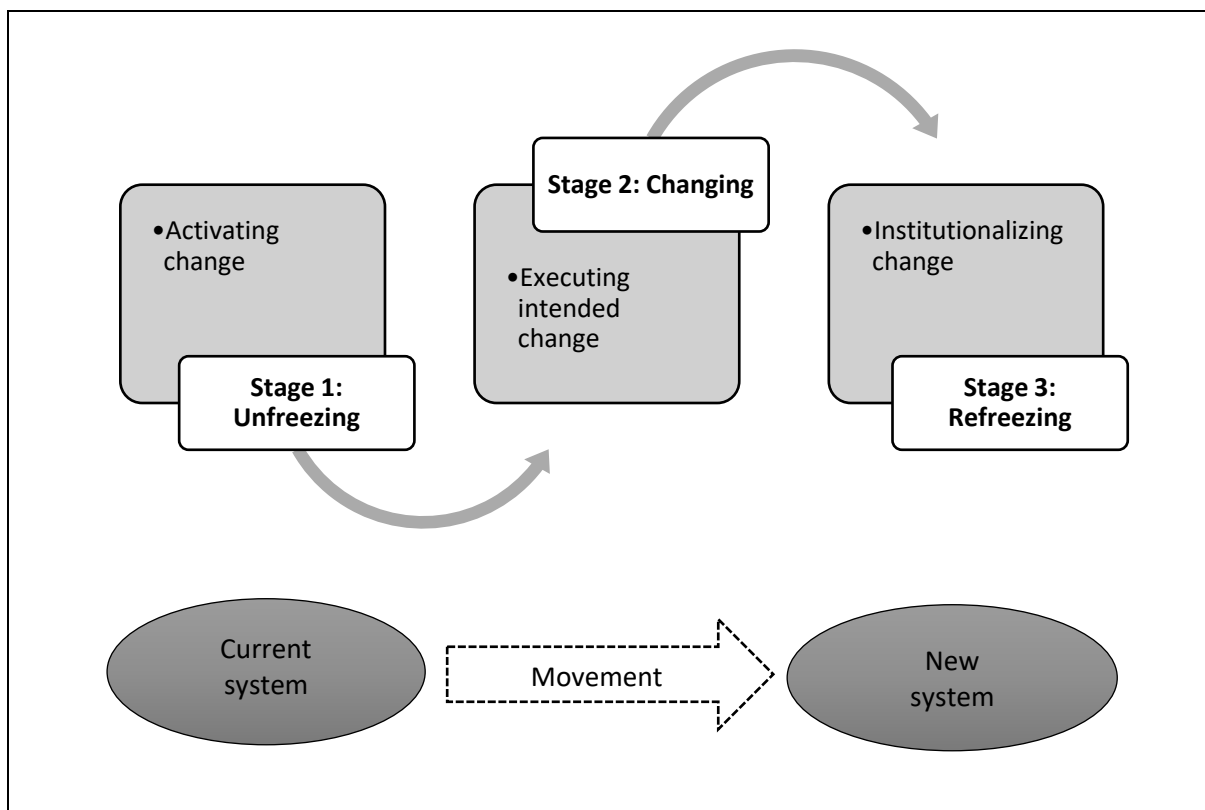 •Activating
change
Stage 1:
Unfreezing
Stage 2: Changing
•Executing
intended
change
•Institutionalizing
change
Stage 3:
Refreezing
Current
system
Movement
New
system